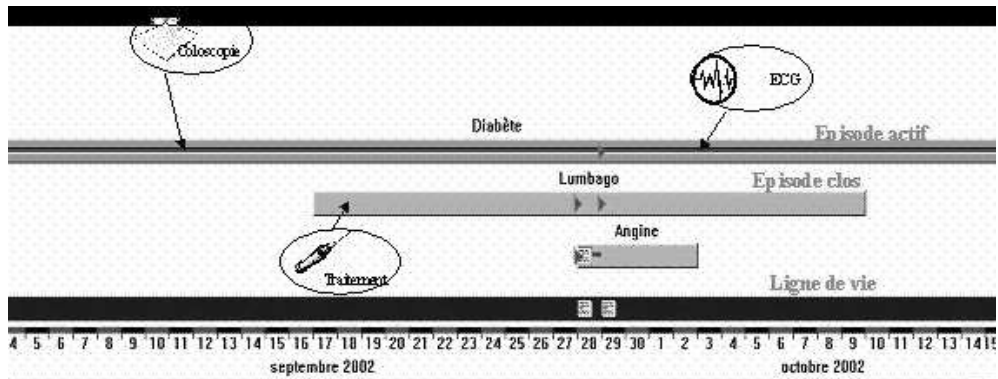 Coloscopie
ECG
Diabète
Episode actif
Lumbago
Episode clos
Angine
Traitement
Ligne de vie
4 5 6 7 8 9 10 11 12 13 14 15 16 17 18 19 20 21 22 23 24 25 26 27 28 29 30 1 2 3 4 5 6 7 8 9 10 11 12 13 14 15
septembre 2002
octobre 2002